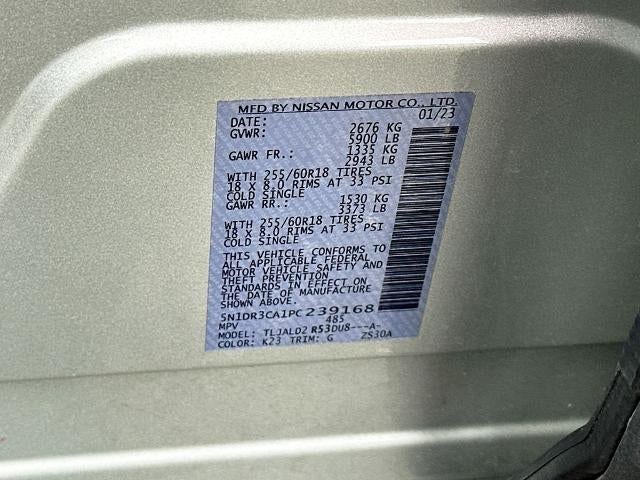 MFD BY NISSAN MOTOR CO., LTD.
DATE: 01/23
GVWR: 2676 KG
5900 LB
GAWR FR.: 1335 KG
2943 LB
WITH 255/60R18 TIRES
18 X 8.0 RIMS AT 33 PSI
COLD SINGLE
GAWR RR.: 1530 KG
3373 LB
WITH 255/60R18 TIRES
18 X 8.0 RIMS AT 33 PSI
COLD SINGLE
THIS VEHICLE CONFORMS TO
ALL APPLICABLE FEDERAL
MOTOR VEHICLE SAFETY AND
THEFT PREVENTION
STANDARDS IN EFFECT ON
THE DATE OF MANUFACTURE
SHOWN ABOVE.
5N1DR3CA1PC239168
MPV 485
MODEL: TLJALD2 R53DU8---A-
COLOR: K23 TRIM: G ZS30A